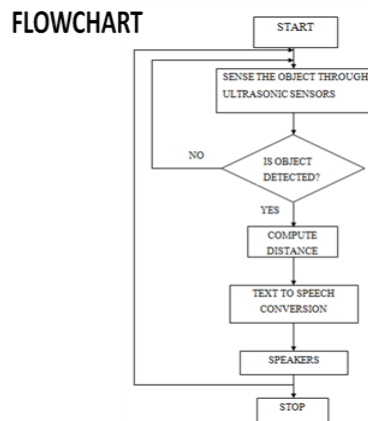 FLOWCHART
START
SENSE THE OBJECT THROUGH
ULTRASONIC SENSORS
NO
IS OBJECT
DETECTED?
YES
COMPUTE
DISTANCE
TEXT TO SPEECH
CONVERSION
SPEAKERS
STOP